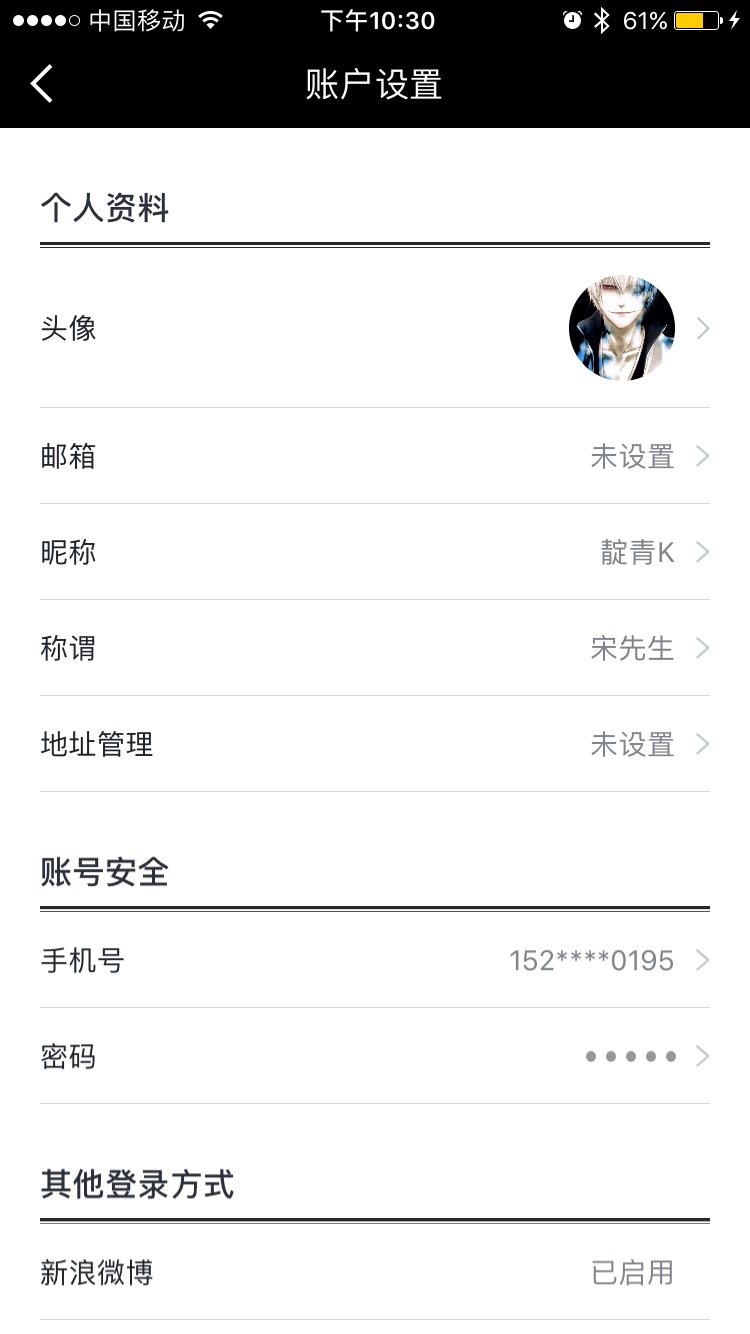 中国移动 下午10:30 61%
账户设置
个人资料
头像
邮箱 未设置
昵称 靛青K
称谓 宋先生
地址管理 未设置
账号安全
手机号 152****0195
密码 •••••
其他登录方式
新浪微博 已启用